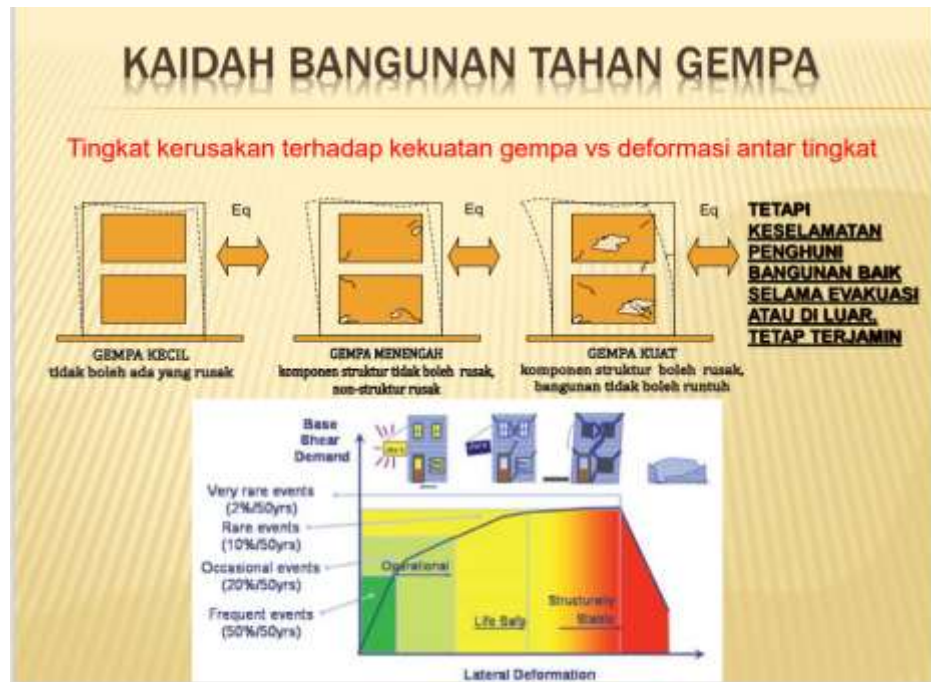 KAIDAH BANGUNAN TAHAN GEMPA
Tingkat kerusakan terhadap kekuatan gempa vs deformasi antar tingkat
Eq
Eq
Eq
TETAPI
KESELAMATAN
PENGHUNI
BANGUNAN BAIK
SELAMA EVAKUASI
ATAU DI LUAR,
TETAP TERJAMIN
GEMPA KECIL
tidak boleh ada yang rusak
GEMPA MENENGAH
komponen struktur tidak boleh rusak,
non-struktur rusak
GEMPA KUAT
komponen struktur boleh rusak,
bangunan tidak boleh runtuh
Base
Shear
Demand
Very rare events
(2%/50yrs)
Rare events
(10%/50yrs)
Occasional events
(20%/50yrs)
Frequent events
(50%/50yrs)
Operational
Life Safty
Structurally
Stable
Lateral Deformation